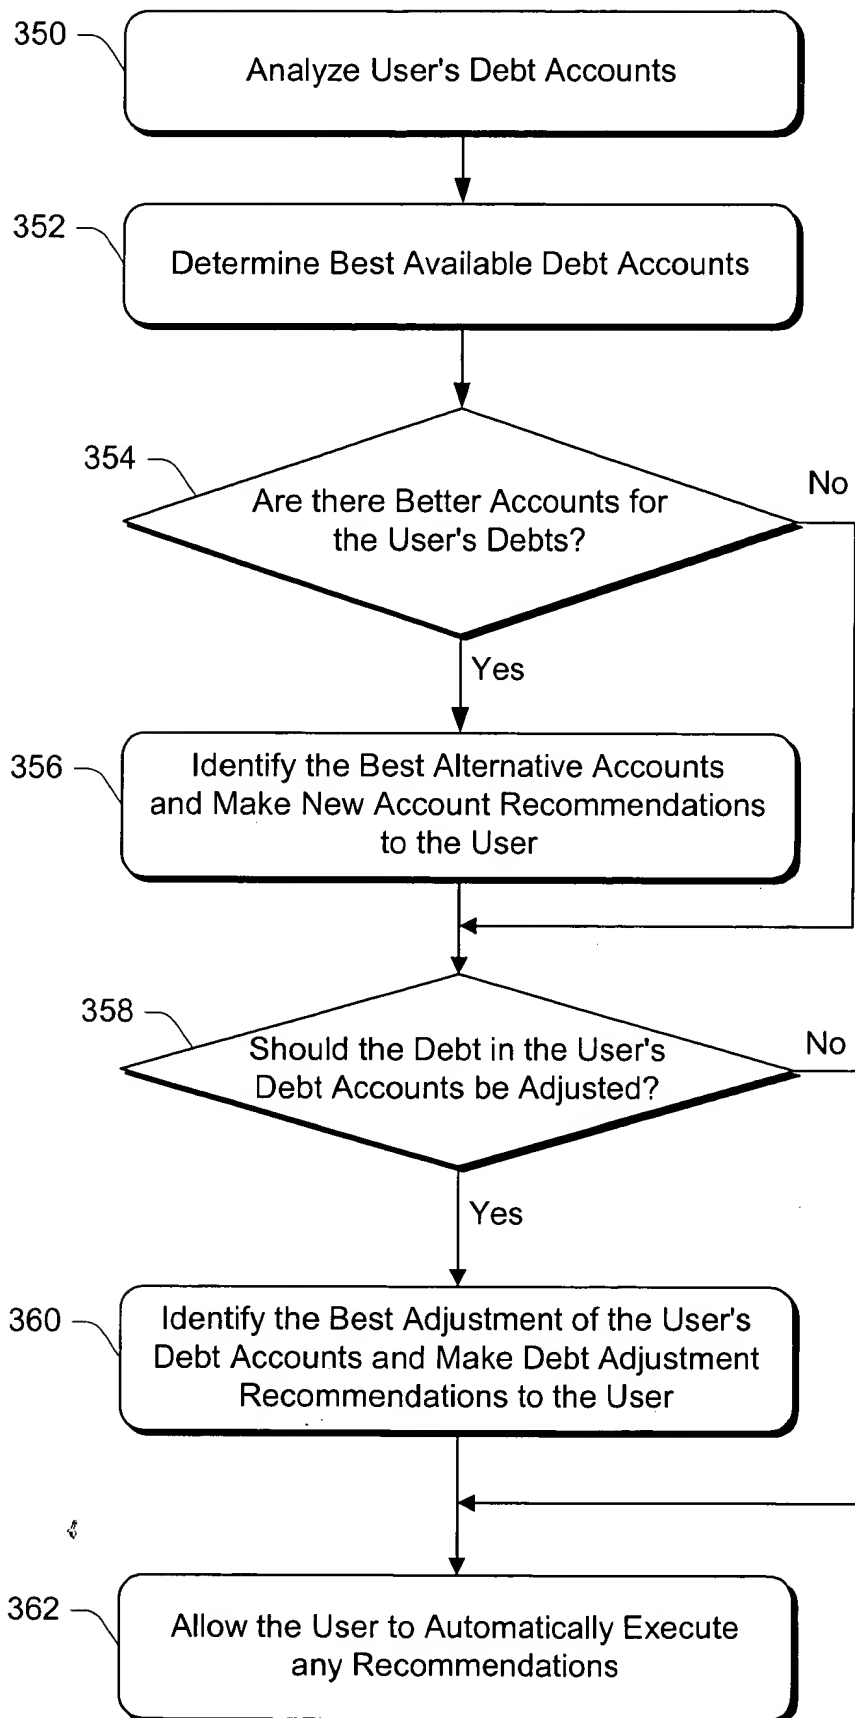 350
Analyze User's Debt Accounts
352
Determine Best Available Debt Accounts
354
Are there Better Accounts for
the User's Debts?
No
Yes
356
Identify the Best Alternative Accounts
and Make New Account Recommendations
to the User
358
Should the Debt in the User's
Debt Accounts be Adjusted?
No
Yes
360
Identify the Best Adjustment of the User's
Debt Accounts and Make Debt Adjustment
Recommendations to the User
362
Allow the User to Automatically Execute
any Recommendations